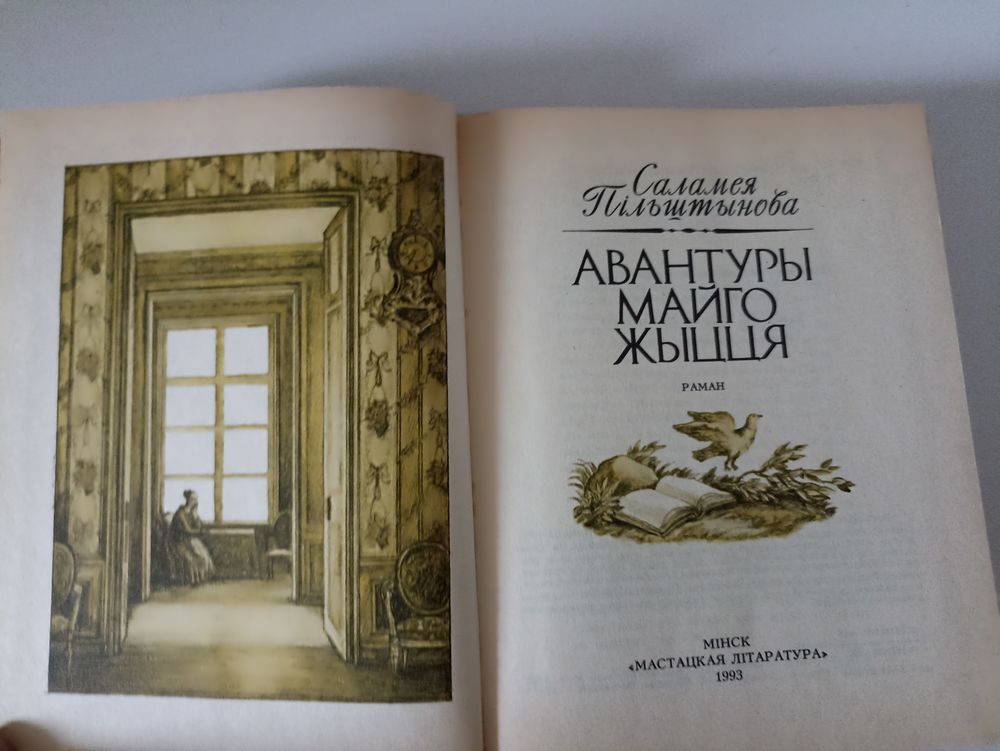 Саламея
Пільштынова
АВАНТУРЫ
МАЙГО
ЖЫЦЦЯ
РАМАН
МІНСК
«МАСТАЦКАЯ ЛІТАРАТУРА»
1993